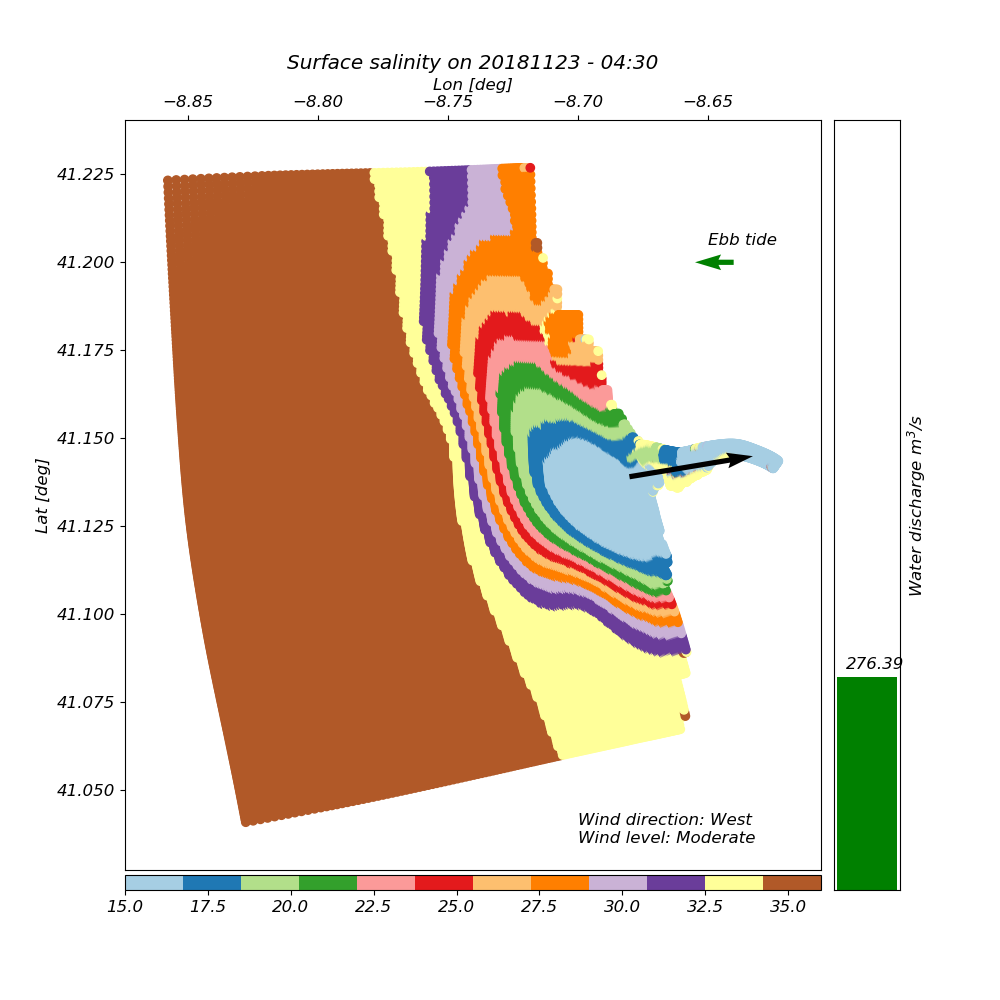 Surface salinity on 20181123 - 04:30
Lon [deg]
−8.85 −8.80 −8.75 −8.70 −8.65
41.225
41.200
41.175
41.150
41.125
41.100
41.075
41.050
Lat [deg]
Ebb tide
Wind direction: West
Wind level: Moderate
276.39
Water discharge m³/s
15.0 17.5 20.0 22.5 25.0 27.5 30.0 32.5 35.0